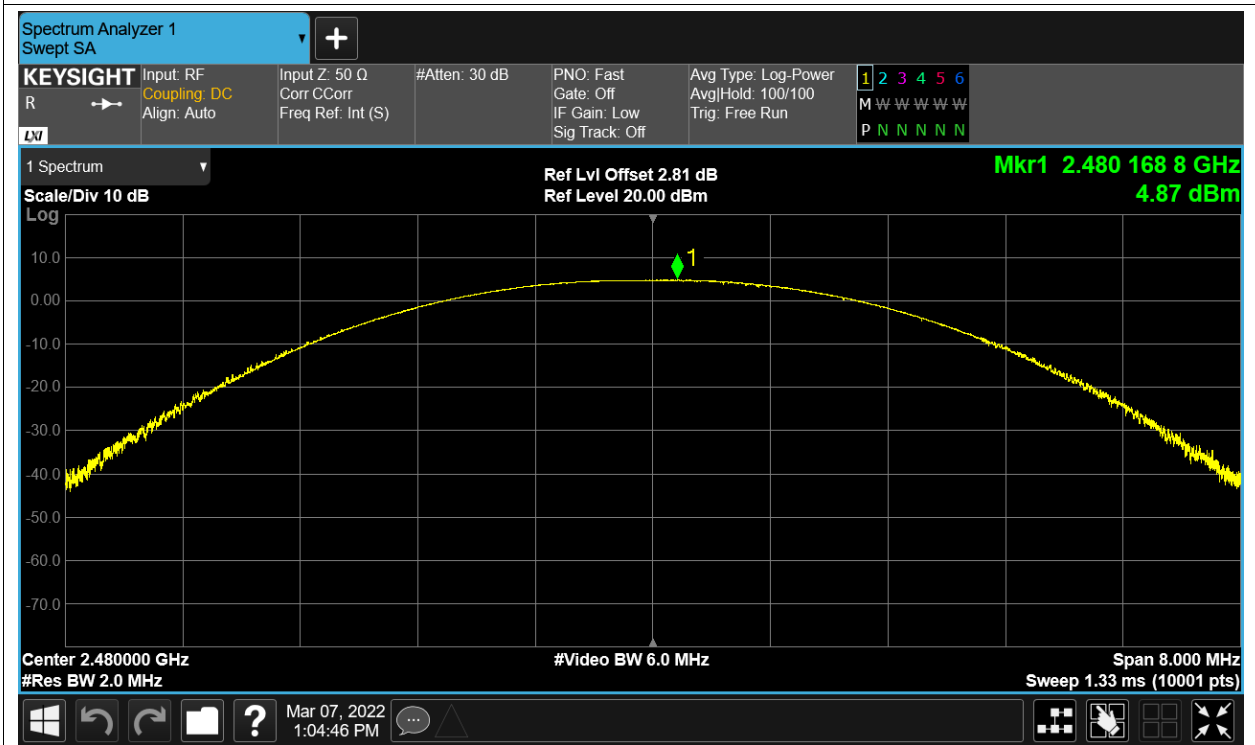 Spectrum Analyzer 1
Swept SA
KEYSIGHT
R
LXI
Input: RF
Coupling: DC
Align: Auto
Input Z: 50 Ω
Corr CCorr
Freq Ref: Int (S)
#Atten: 30 dB
PNO: Fast
Gate: Off
IF Gain: Low
Sig Track: Off
Avg Type: Log-Power
Avg|Hold: 100/100
Trig: Free Run
1 2 3 4 5 6
M W W W W W W
P N N N N N N
1 Spectrum
Scale/Div 10 dB
Log
Ref Lvl Offset 2.81 dB
Ref Level 20.00 dBm
Mkr1 2.480 168 8 GHz
4.87 dBm
1
10.0
0.00
-10.0
-20.0
-30.0
-40.0
-50.0
-60.0
-70.0
Center 2.480000 GHz
#Video BW 6.0 MHz
Span 8.000 MHz
#Res BW 2.0 MHz
Sweep 1.33 ms (10001 pts)
?
Mar 07, 2022
1:04:46 PM